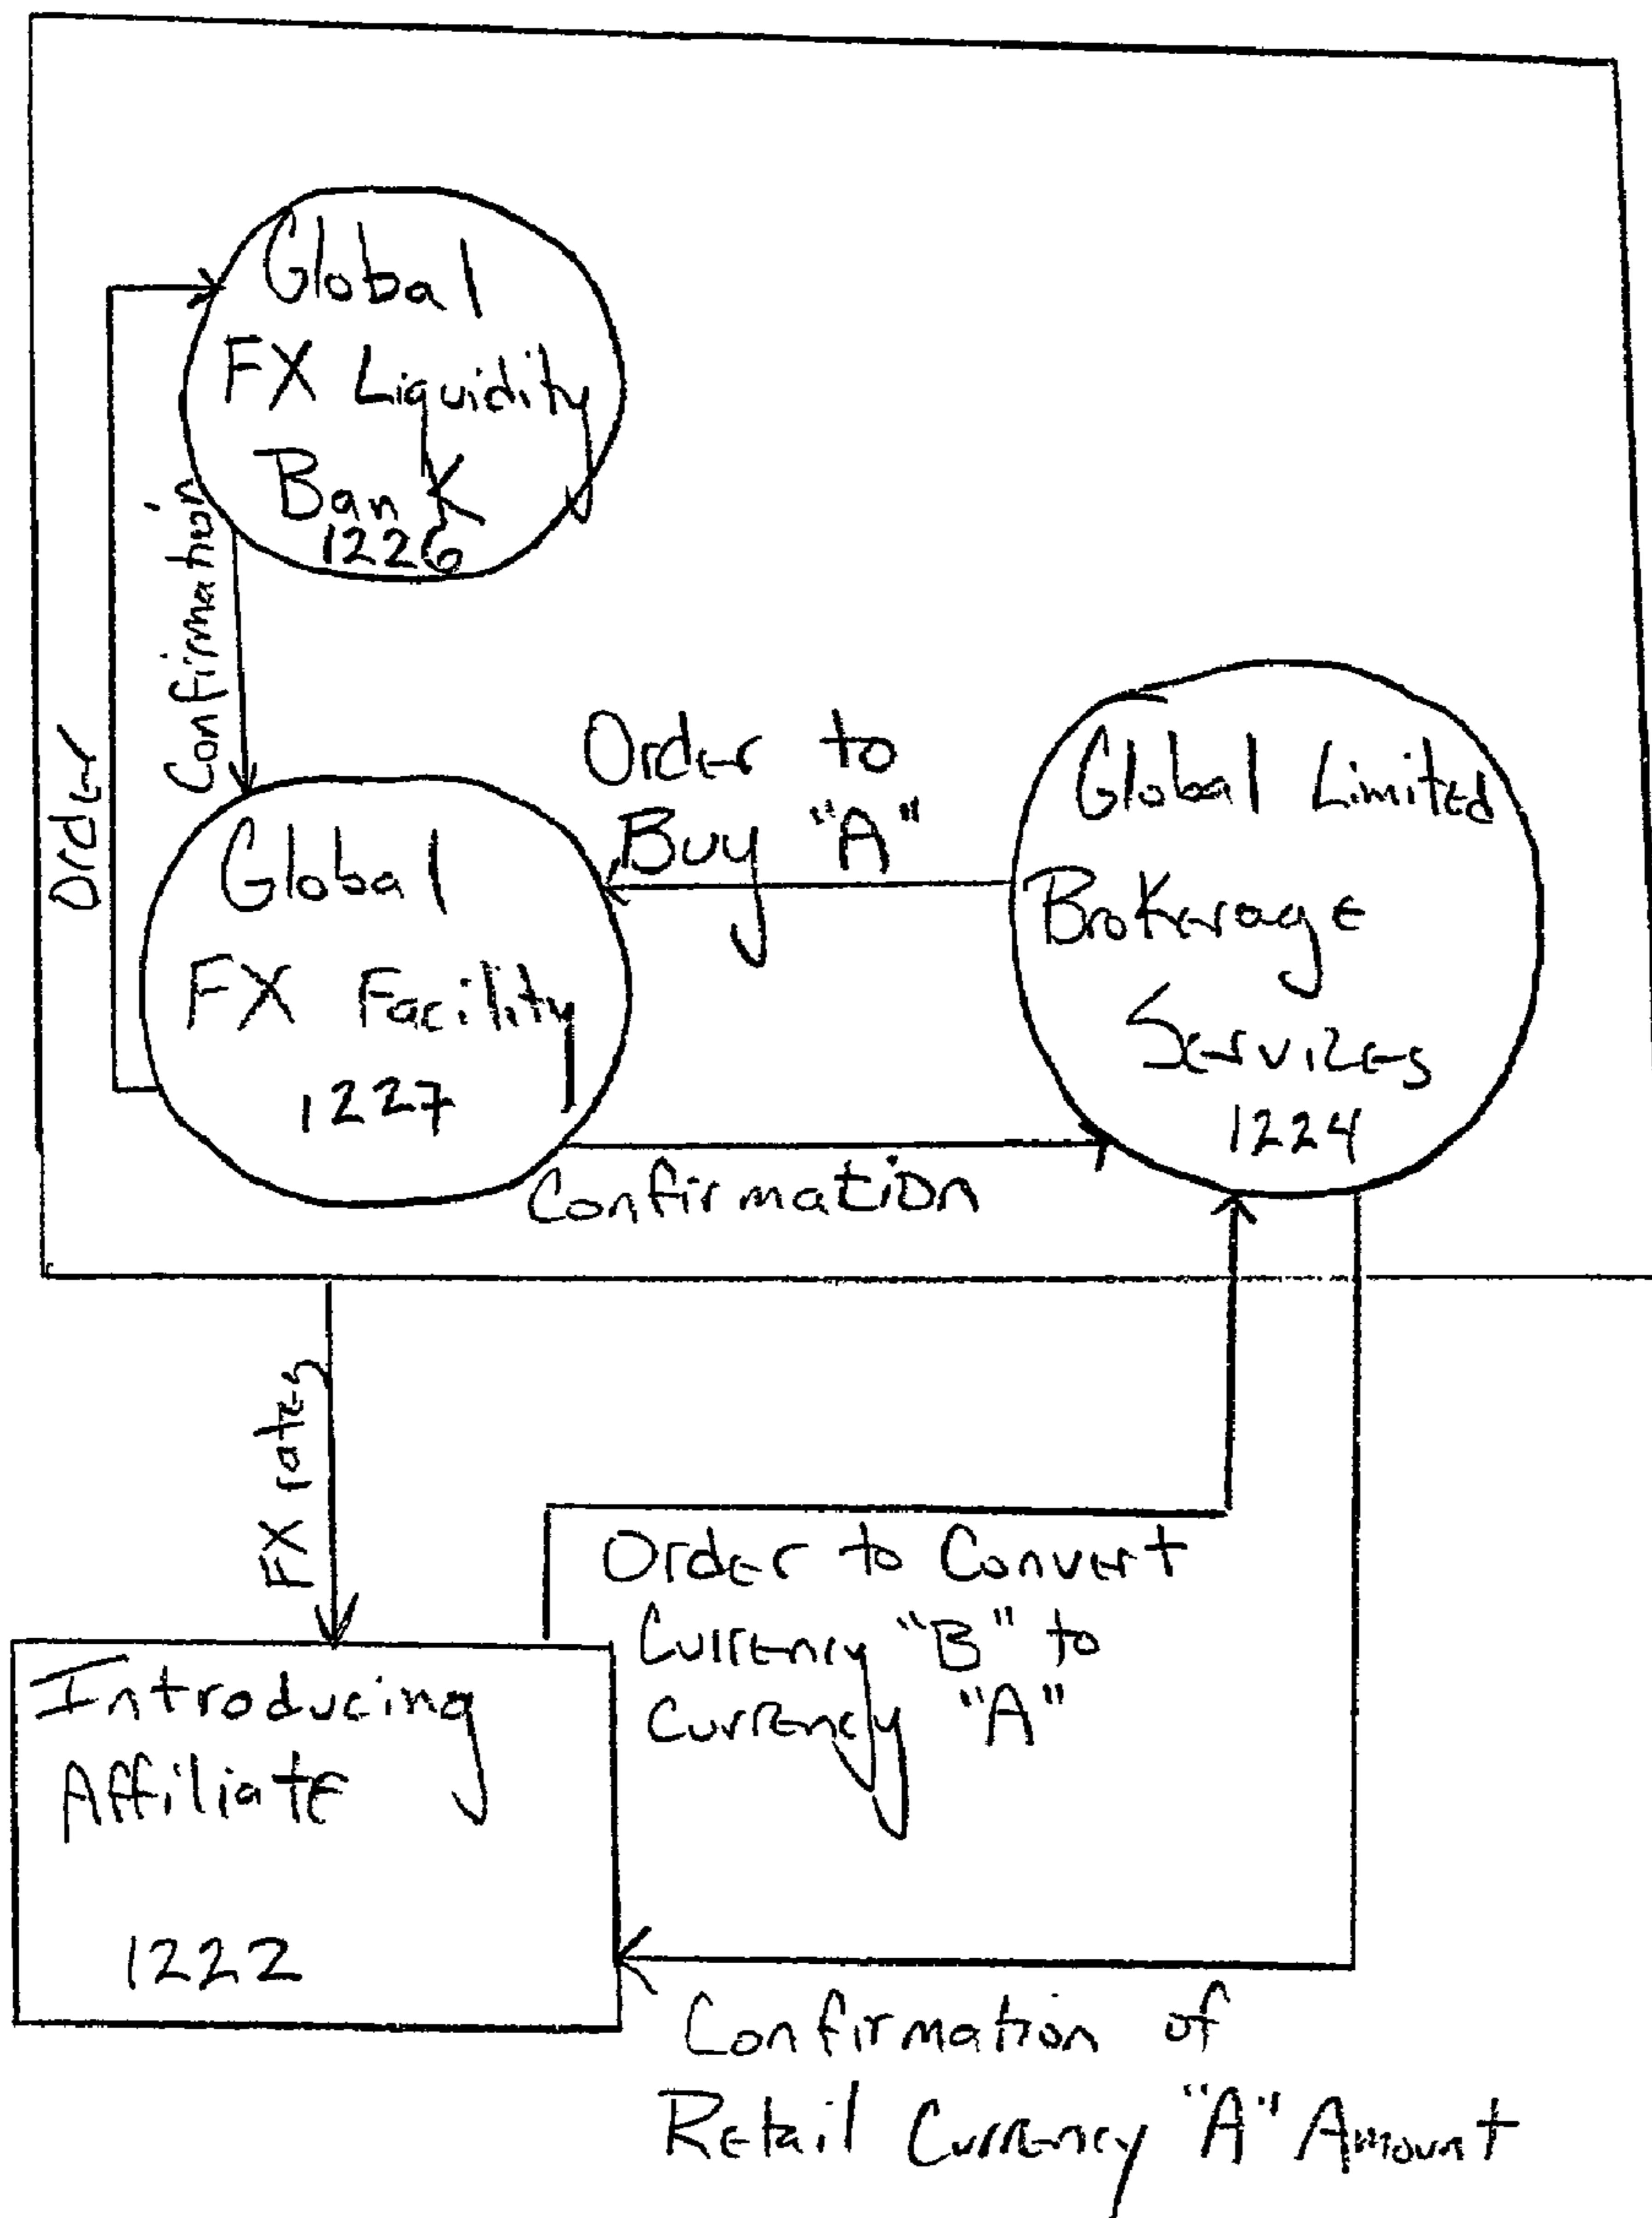 Global
FX Liquidity
Bank
1226
Confirmation
Order
Order to
Buy "A"
Global Limited
Brokerage
Services
1224
Global
FX Facility
1227
Confirmation
FX rates
Order to Convert
Currency "B" to
Currency "A"
Introducing
Affiliate
1222
Confirmation of
Retail Currency "A" Amount